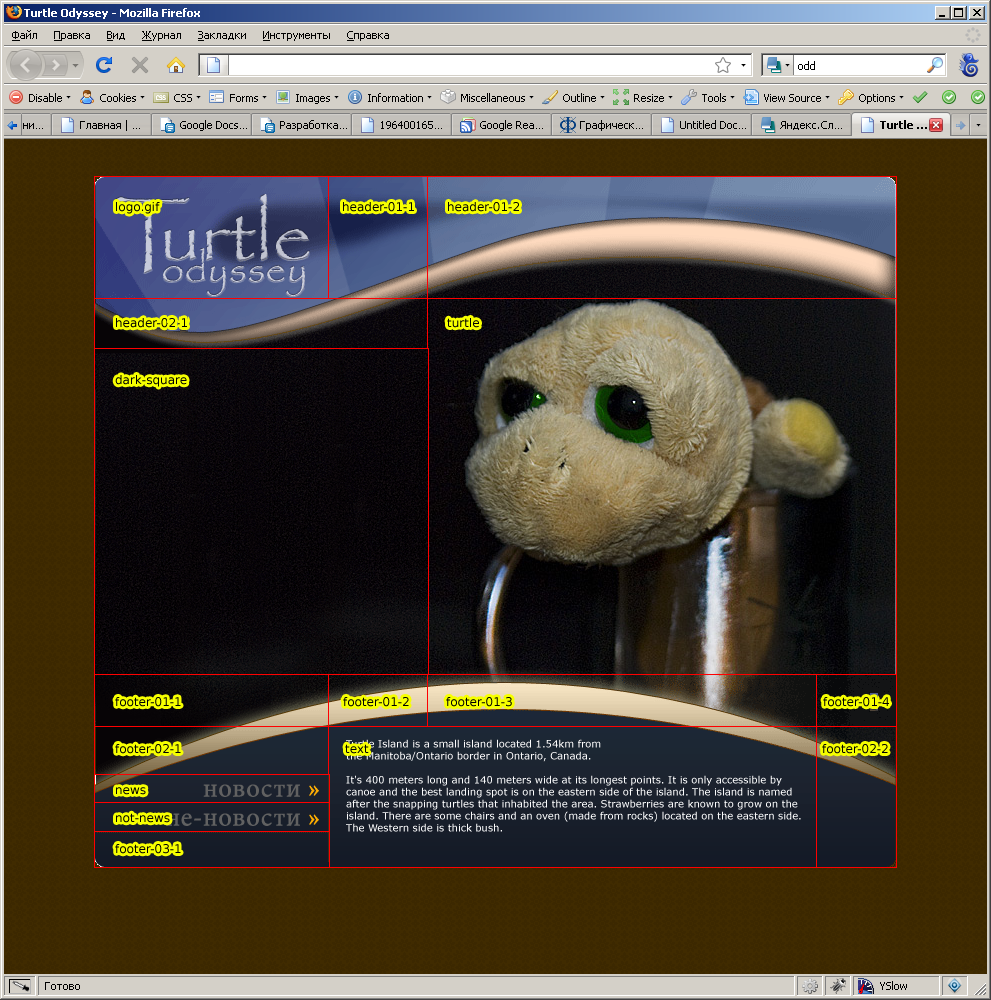 Turtle Odyssey - Mozilla Firefox
Файл Правка Вид Журнал Закладки Инструменты Справка
odd
Disable Cookies CSS Forms Images Information Miscellaneous Outline Resize Tools View Source Options
ни... Главная | ... Google Docs... Разработка... 196400165... Google Rea... Графическ... Untitled Doc... Яндекс.Сл... Turtle ...
logo.gif header-01-1 header-01-2
Turtle
odyssey
header-02-1 turtle
dark-square
footer-01-1 footer-01-2 footer-01-3 footer-01-4
footer-02-1 text footer-02-2
Turtle Island is a small island located 1.54km from
the Manitoba/Ontario border in Ontario, Canada.
It's 400 meters long and 140 meters wide at its longest points. It is only accessible by
canoe and the best landing spot is on the eastern side of the island. The island is named
after the snapping turtles that inhabited the area. Strawberries are known to grow on the
island. There are some chairs and an oven (made from rocks) located on the eastern side.
The Western side is thick bush.
news новости »
not-news не-новости »
footer-03-1
Готово YSlow